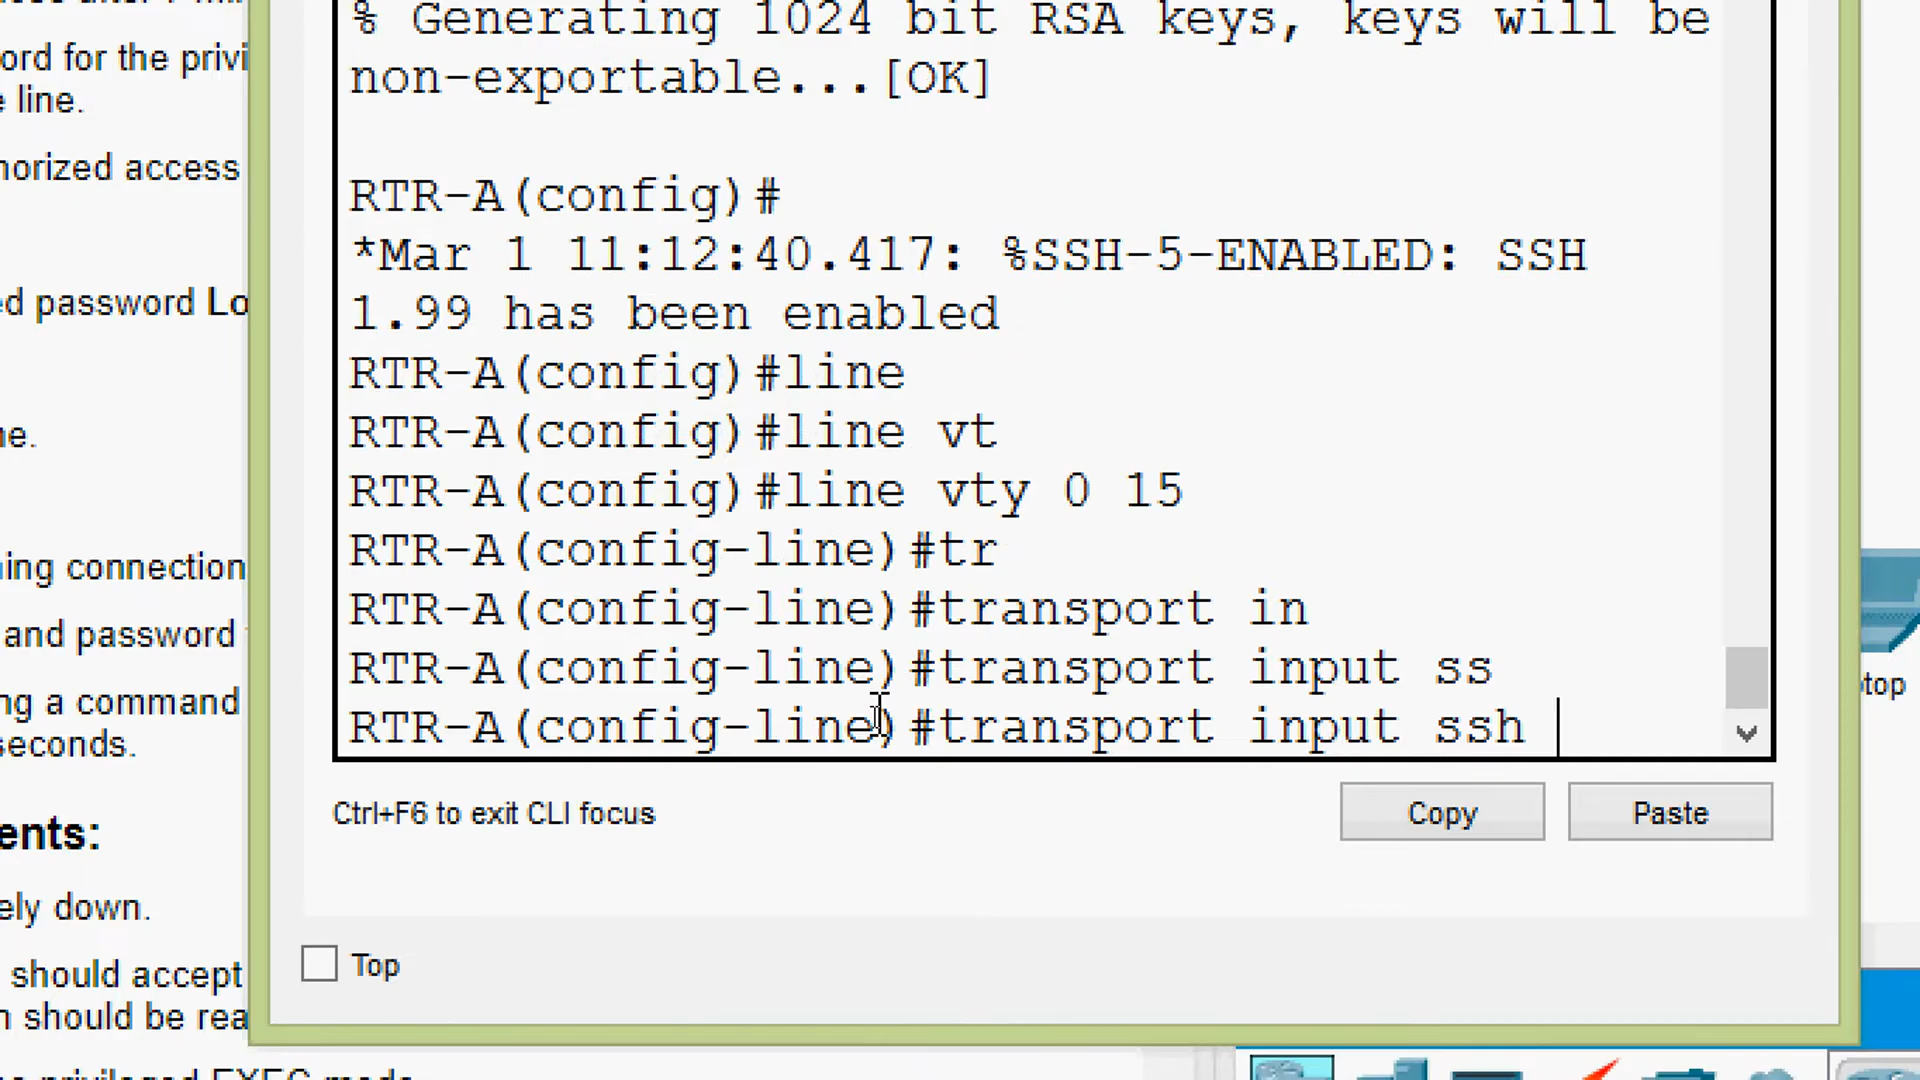 % Generating 1024 bit RSA keys, keys will be
non-exportable...[OK]
ord for the privi
e line.
horized access
RTR-A(config)#
*Mar 1 11:12:40.417: %SSH-5-ENABLED: SSH
1.99 has been enabled
ed password Lo
RTR-A(config)#line
RTR-A(config)#line vt
ne.
RTR-A(config)#line vty 0 15
RTR-A(config-line)#tr
ing connection
RTR-A(config-line)#transport in
and password
RTR-A(config-line)#transport input ss
ng a command
seconds.
RTR-A(config-line)#transport input ssh
top
Ctrl+F6 to exit CLI focus
Copy
Paste
ents:
ely down.
Top
should accept
n should be rea
privileged EXEC mode